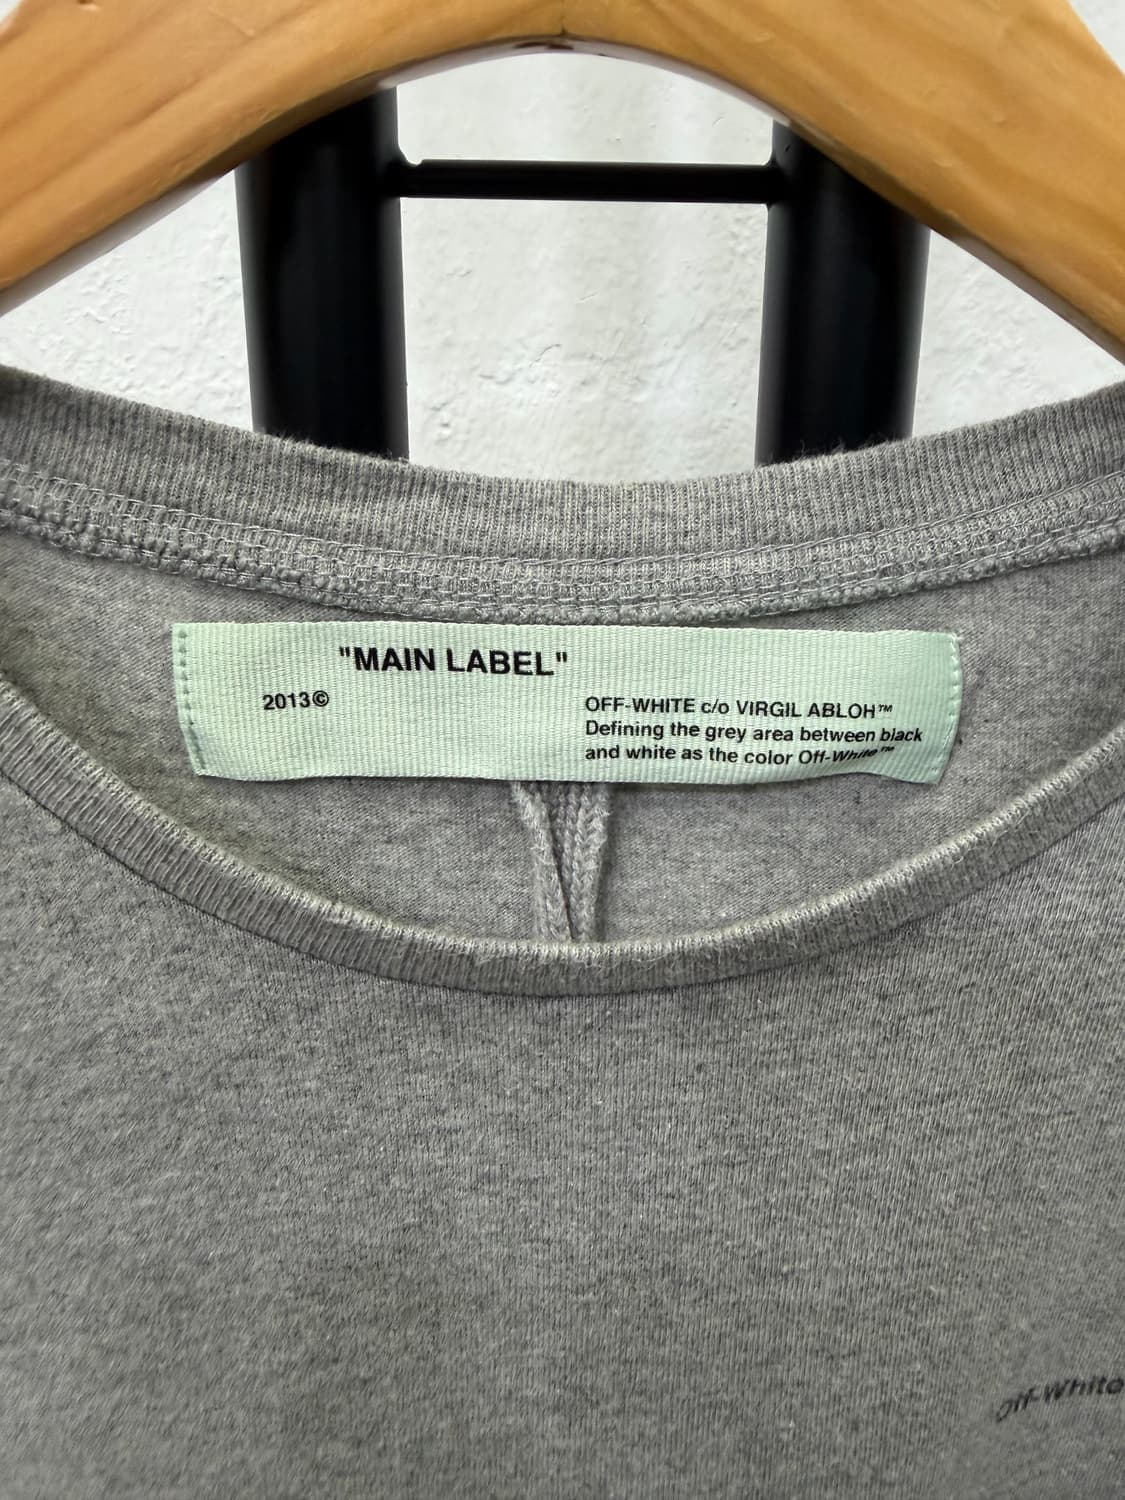 "MAIN LABEL"
2013©
OFF-WHITE c/o VIRGIL ABLOH™
Defining the grey area between black
and white as the color Off-White™
Off-White